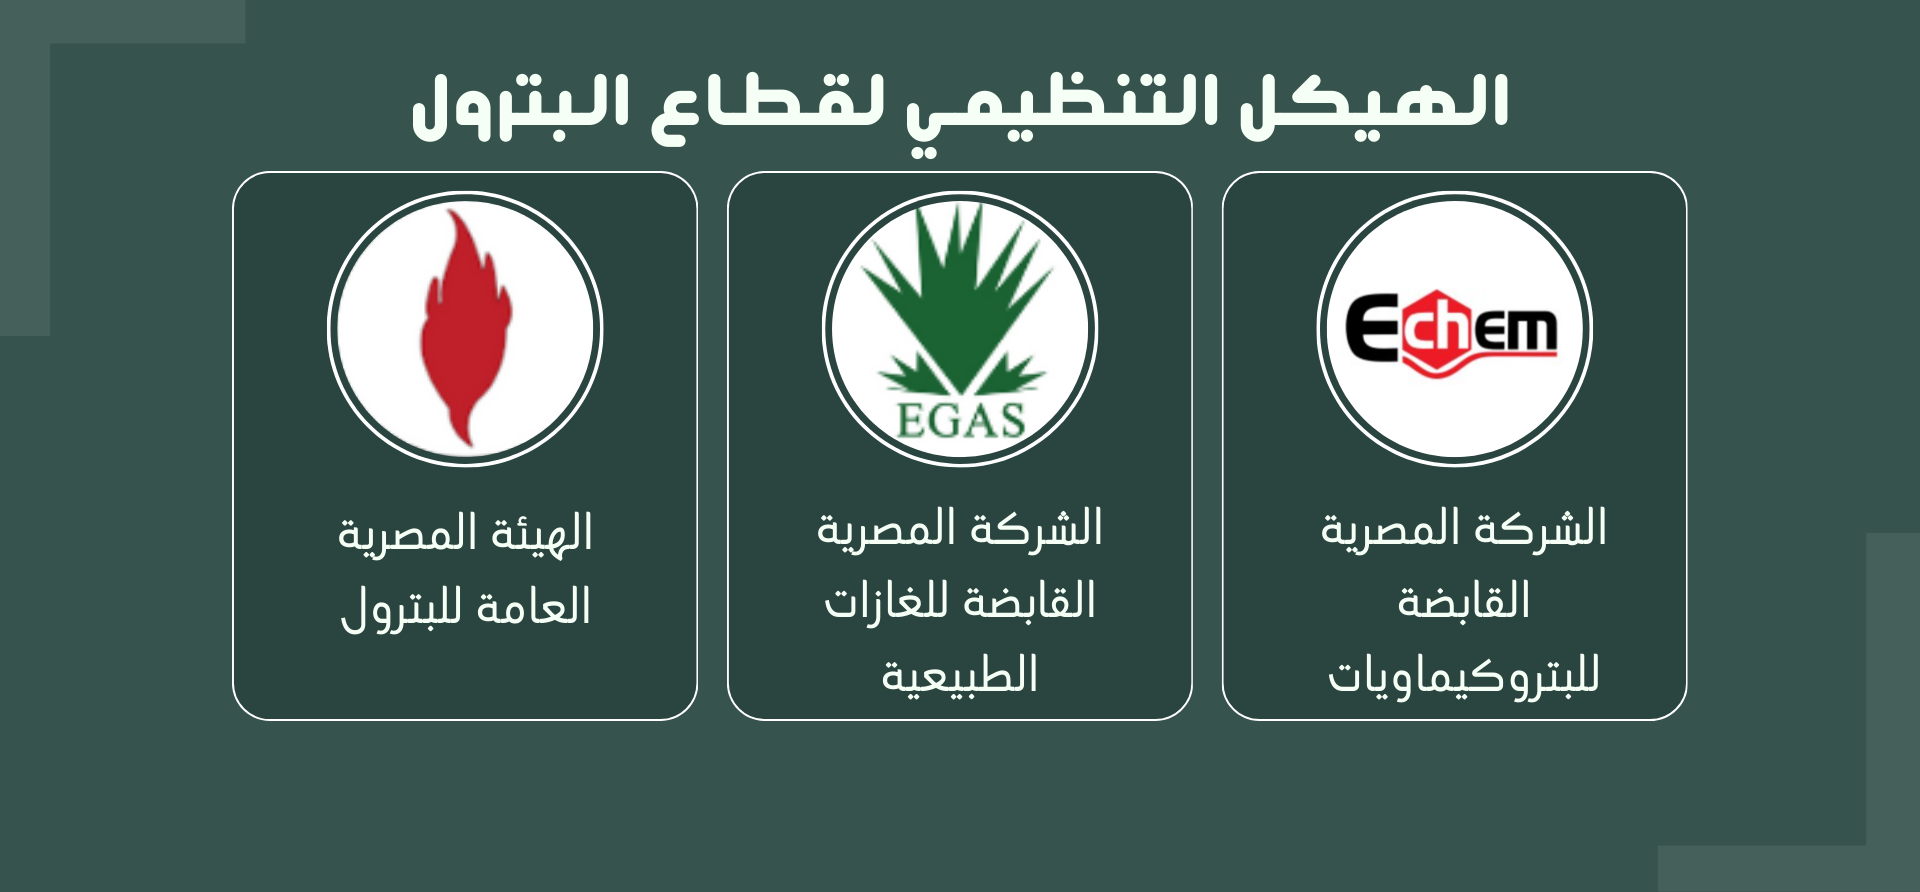 الهيكل التنظيمي لقطاع البترول
Echem
الشركة المصرية
القابضة
للبتروكيماويات
EGAS
الشركة المصرية
القابضة للغازات
الطبيعية
الهيئة المصرية
العامة للبترول